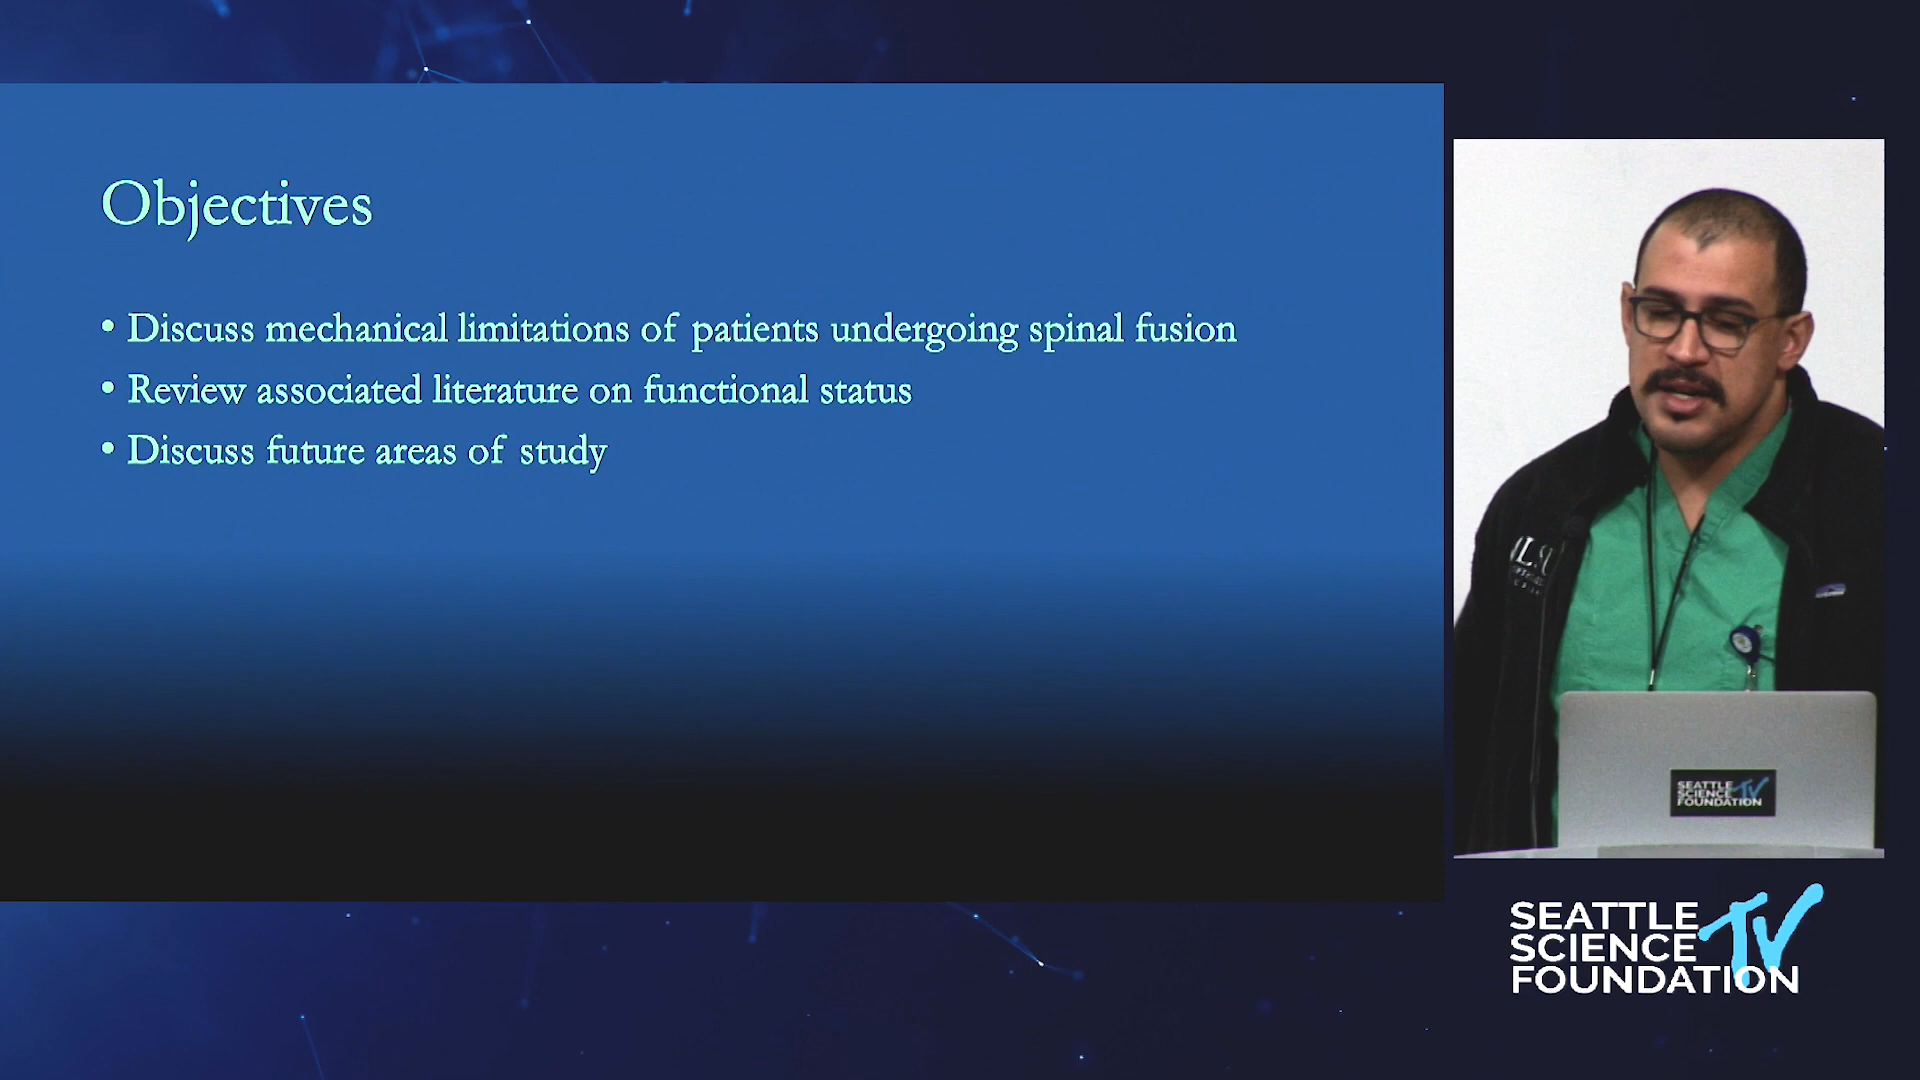 Objectives
• Discuss mechanical limitations of patients undergoing spinal fusion
• Review associated literature on functional status
• Discuss future areas of study
SEATTLE
SCIENCE
FOUNDATION
TV
SEATTLE
SCIENCE
FOUNDATION
TV